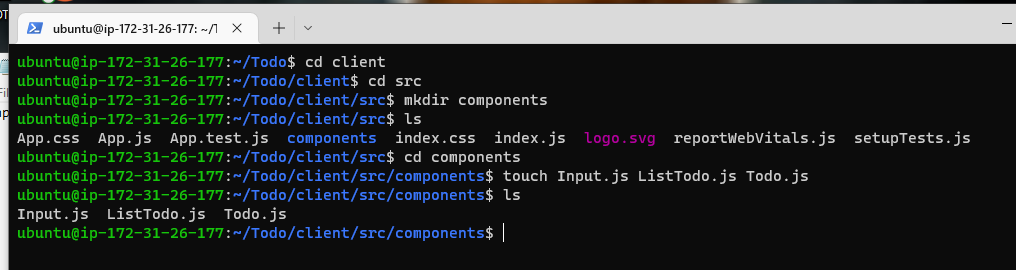 ubuntu@ip-172-31-26-177: ~/T
ubuntu@ip-172-31-26-177:~/Todo$ cd client
ubuntu@ip-172-31-26-177:~/Todo/client$ cd src
ubuntu@ip-172-31-26-177:~/Todo/client/src$ mkdir components
ubuntu@ip-172-31-26-177:~/Todo/client/src$ ls
App.css App.js App.test.js components index.css index.js logo.svg reportWebVitals.js setupTests.js
ubuntu@ip-172-31-26-177:~/Todo/client/src$ cd components
ubuntu@ip-172-31-26-177:~/Todo/client/src/components$ touch Input.js ListTodo.js Todo.js
ubuntu@ip-172-31-26-177:~/Todo/client/src/components$ ls
Input.js ListTodo.js Todo.js
ubuntu@ip-172-31-26-177:~/Todo/client/src/components$